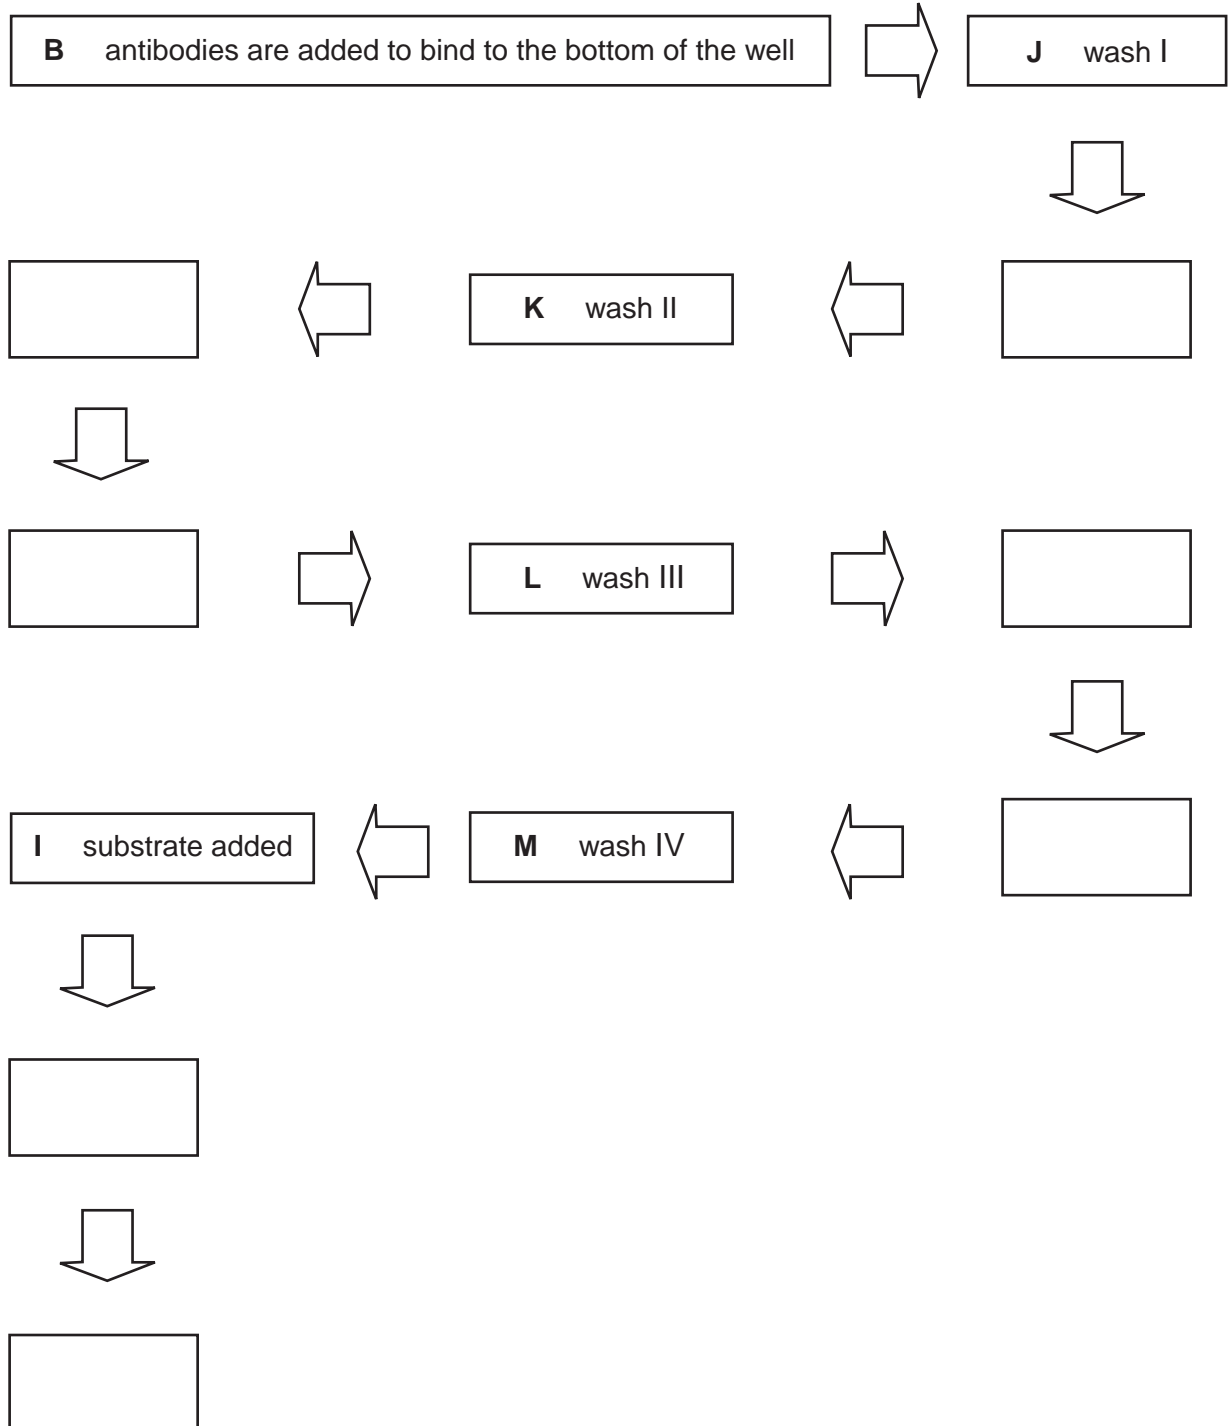 B antibodies are added to bind to the bottom of the well
J wash I
K wash II
L wash III
M wash IV
I substrate added